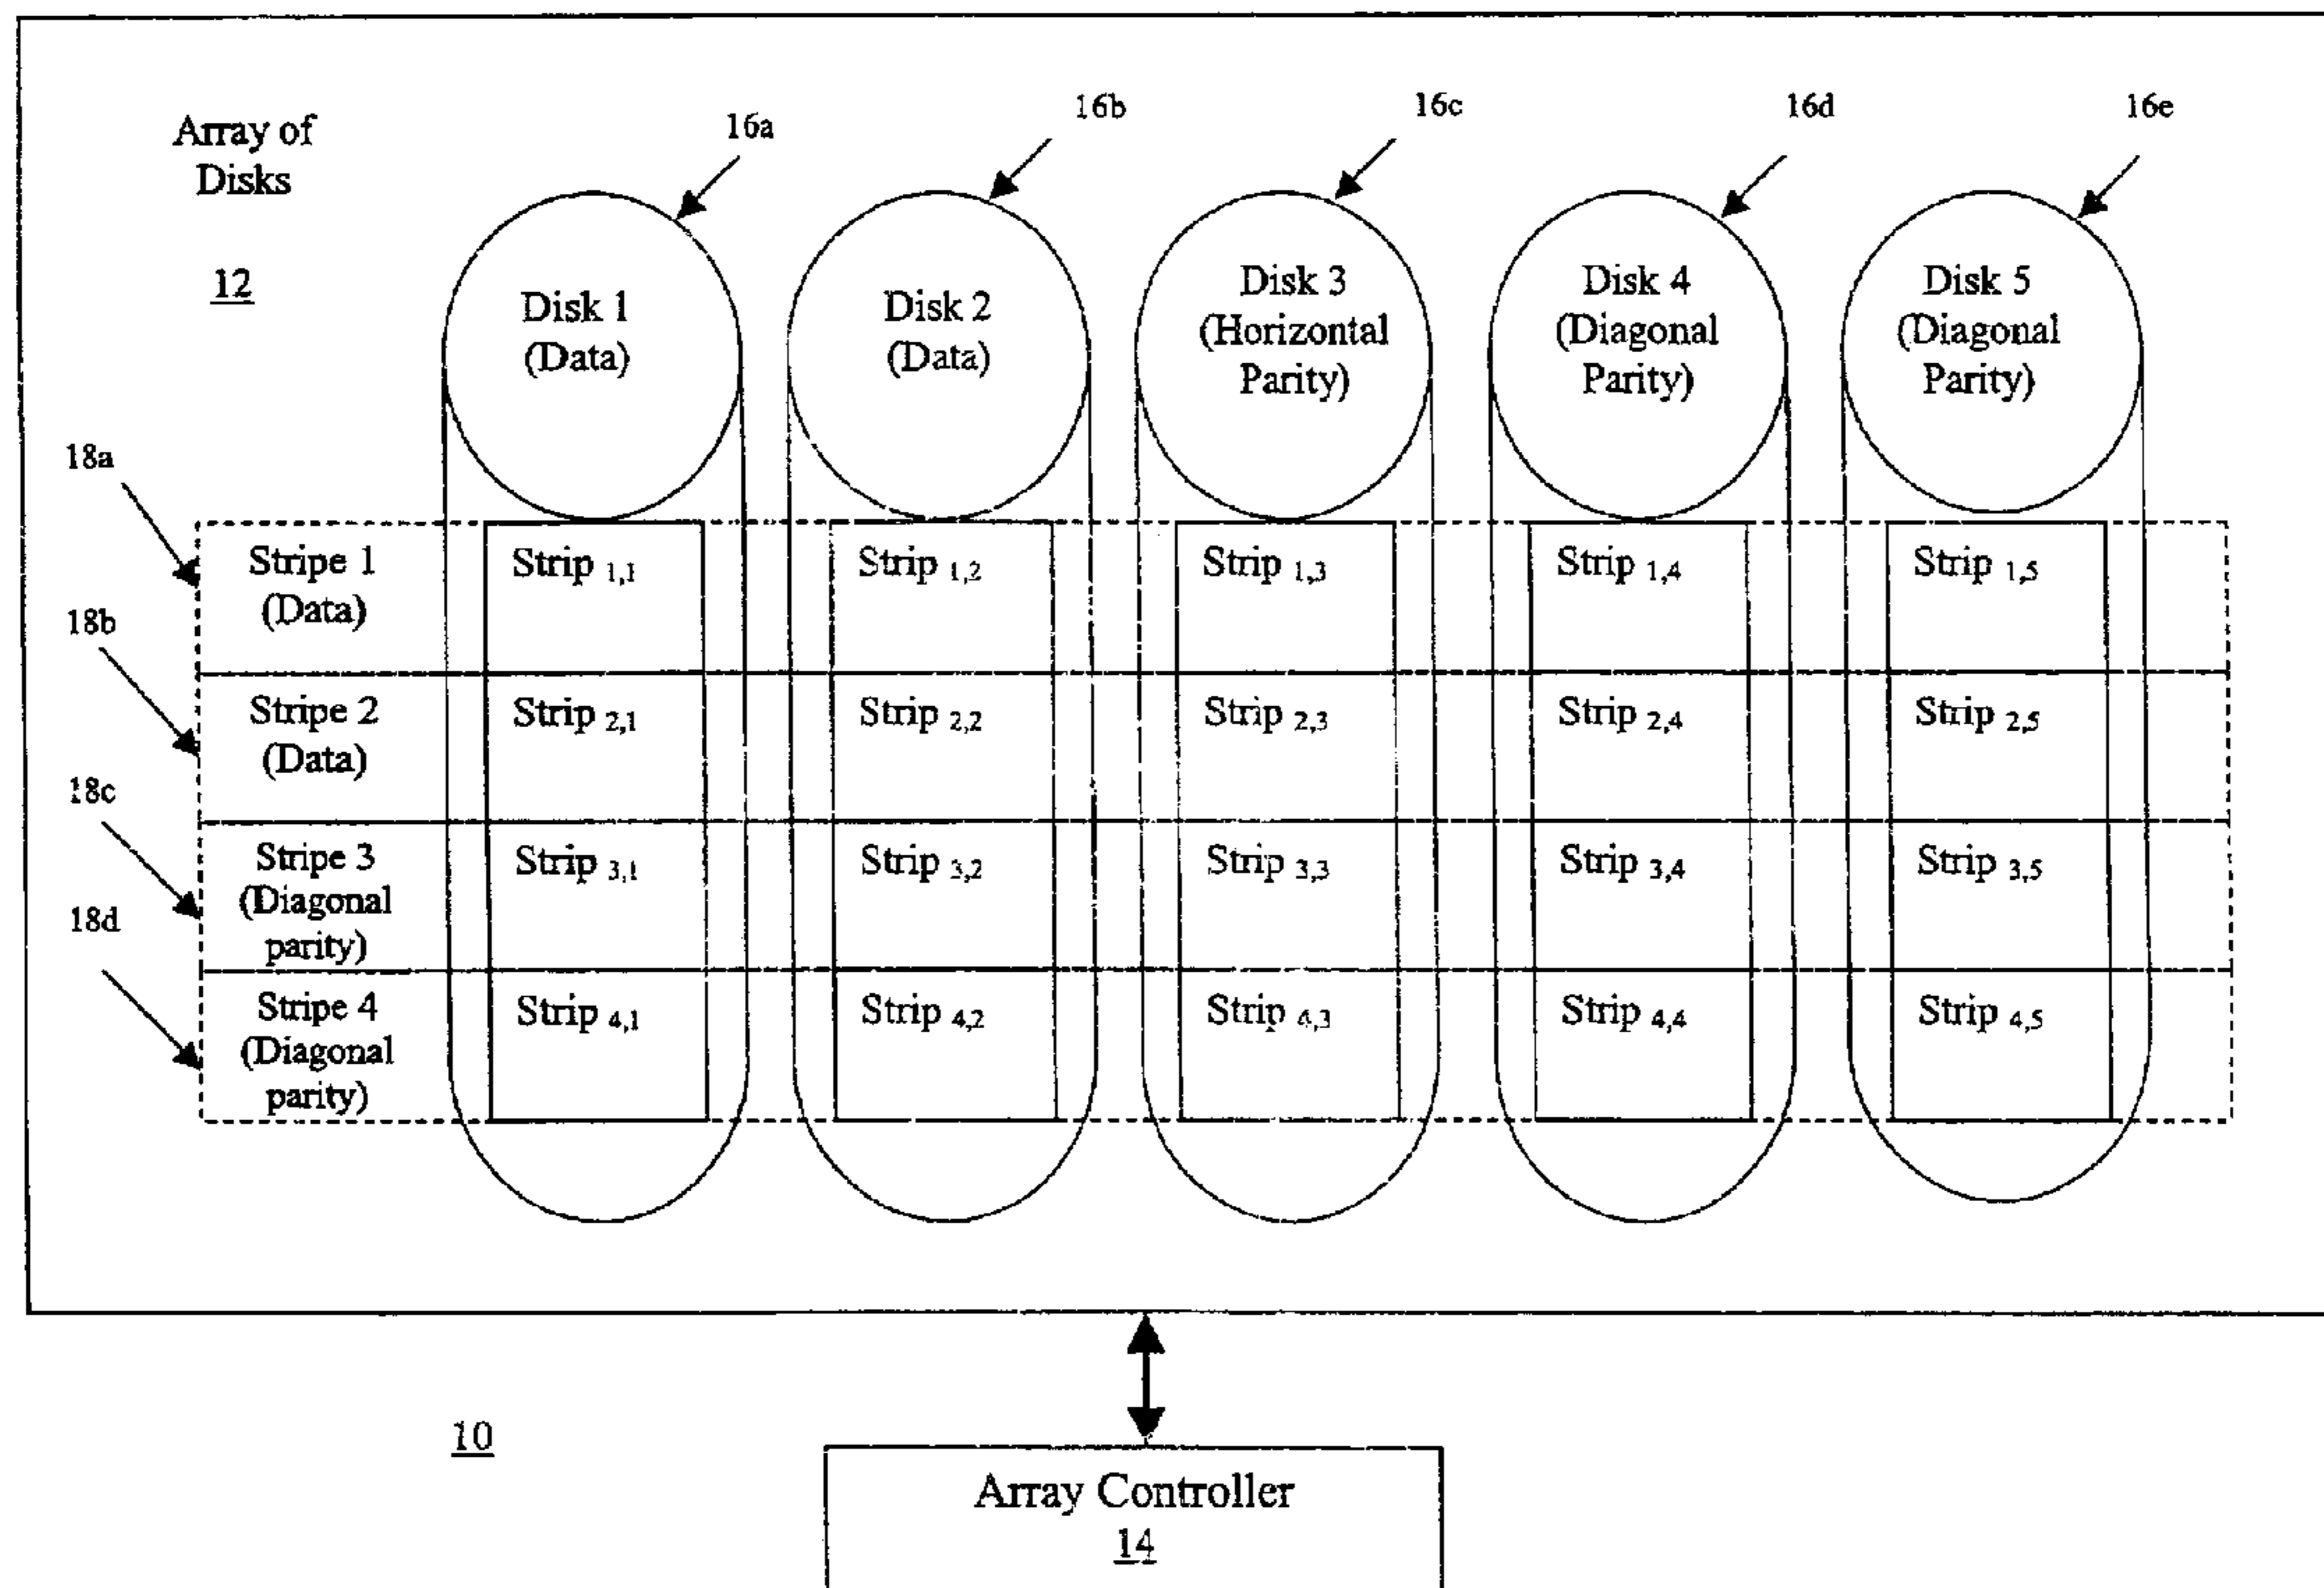 16a
16b
16c
16d
16e
Array of
Disks
12
Disk 1
(Data)
Disk 2
(Data)
Disk 3
(Horizontal
Parity)
Disk 4
(Diagonal
Parity)
Disk 5
(Diagonal
Parity)
18a
18b
18c
18d
Stripe 1
(Data)
Strip 1,1
Strip 1,2
Strip 1,3
Strip 1,4
Strip 1,5
Stripe 2
(Data)
Strip 2,1
Strip 2,2
Strip 2,3
Strip 2,4
Strip 2,5
Stripe 3
(Diagonal
parity)
Strip 3,1
Strip 3,2
Strip 3,3
Strip 3,4
Strip 3,5
Stripe 4
(Diagonal
parity)
Strip 4,1
Strip 4,2
Strip 4,3
Strip 4,4
Strip 4,5
10
Array Controller
14